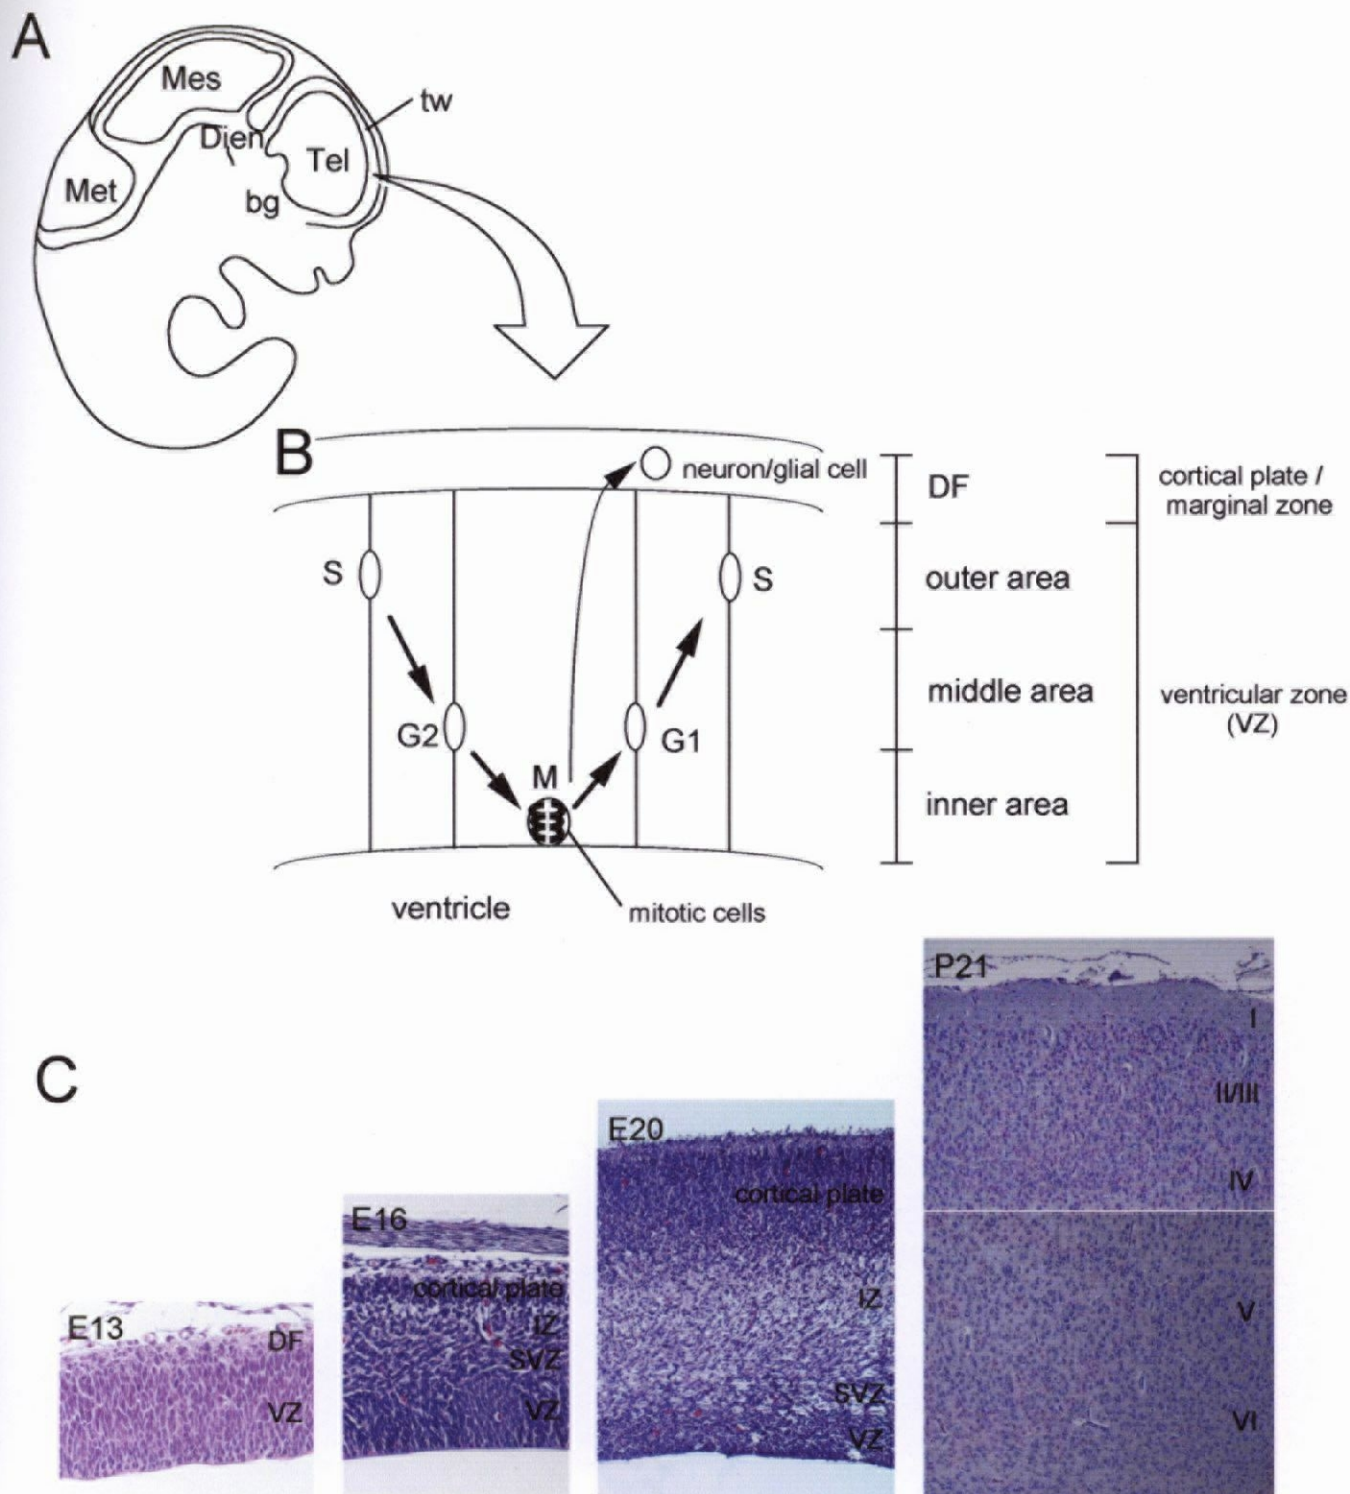 A
Mes
tw
Dien
Tel
Met
bg
B
neuron/glial cell
DF
cortical plate /
marginal zone
S
S
outer area
G2
G1
middle area
ventricular zone
(VZ)
M
inner area
ventricle
mitotic cells
C
E13
DF
VZ
E16
cortical plate
IZ
SVZ
VZ
E20
cortical plate
IZ
SVZ
VZ
P21
I
II/III
IV
V
VI